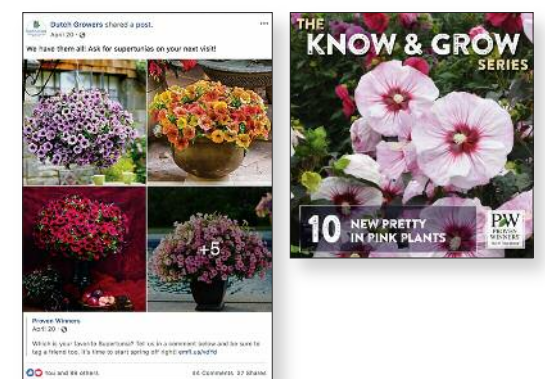 Dutch Growers shared a post.
April 20
We have them all! Ask for supertunias on your next visit!
+5
Proven Winners
April 20
Which is your favorite Supertunia? Tell us in a comment below and be sure to
tag a friend too, it's time to start spring off right!
You and 96 others
Comments 37 Shares
THE
KNOW & GROW
SERIES
10 NEW PRETTY
IN PINK PLANTS
PW
PROVEN
WINNERS